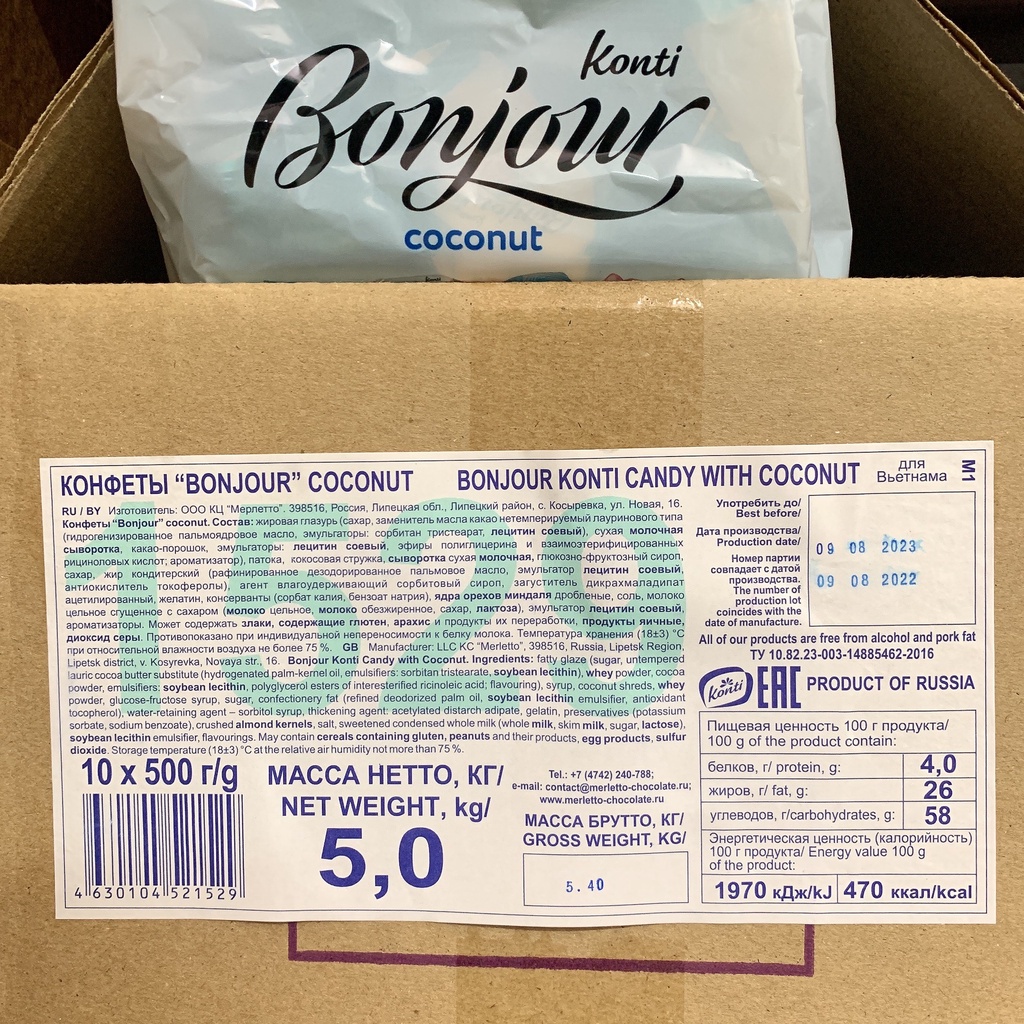 Konti
Bonjour
coconut
КОНФЕТЫ “BONJOUR” COCONUT
BONJOUR KONTI CANDY WITH COCONUT
для
Вьетнама
M1
RU / BY Изготовитель: ООО КЦ “Мерлетто”. 398516, Россия, Липецкая обл., Липецкий район, с. Косыревка, ул. Новая, 16.
Конфеты “Bonjour” coconut. Состав: жировая глазурь (сахар, заменитель масла какао нетемперируемый лауринового типа
(гидрогенизированное пальмоядровое масло, эмульгаторы: сорбитан тристеарат, лецитин соевый), сухая молочная
сыворотка, какао-порошок, эмульгаторы: лецитин соевый, эфиры полиглицерина и взаимоэтерифицированных
рициноловых кислот; ароматизатор), патока, кокосовая стружка, сыворотка сухая молочная, глюкозно-фруктозный сироп,
сахар, жир кондитерский (рафинированное дезодорированное пальмовое масло, эмульгатор лецитин соевый,
антиокислитель токоферолы), агент влагоудерживающий сорбитовый сироп, загуститель дикрахмаладипат
ацетилированный, желатин, консерванты (сорбат калия, бензоат натрия), ядра орехов миндаля дробленые, соль, молоко
цельное сгущенное с сахаром (молоко цельное, молоко обезжиренное, сахар, лактоза), эмульгатор лецитин соевый,
ароматизаторы. Может содержать злаки, содержащие глютен, арахис и продукты их переработки, продукты яичные,
диоксид серы. Противопоказано при индивидуальной непереносимости к белку молока. Температура хранения (18±3) °С
при относительной влажности воздуха не более 75 %. GB Manufacturer: LLC KC “Merletto”, 398516, Russia, Lipetsk Region,
Lipetsk district, v. Kosyrevka, Novaya str., 16. Bonjour Konti Candy with Coconut. Ingredients: fatty glaze (sugar, untempered
lauric cocoa butter substitute (hydrogenated palm-kernel oil, emulsifiers: sorbitan tristearate, soybean lecithin), whey powder, cocoa
powder, emulsifiers: soybean lecithin, polyglycerol esters of interesterified ricinoleic acid; flavouring), syrup, coconut shreds, whey
powder, glucose-fructose syrup, sugar, confectionery fat (refined deodorized palm oil, soybean lecithin emulsifier, antioxidant
tocopherol), water-retaining agent – sorbitol syrup, thickening agent: acetylated distarch adipate, gelatin, preservatives (potassium
sorbate, sodium benzoate), crushed almond kernels, salt, sweetened condensed whole milk (whole milk, skim milk, sugar, lactose),
soybean lecithin emulsifier, flavourings. May contain cereals containing gluten, peanuts and their products, egg products, sulfur
dioxide. Storage temperature (18±3) °C at the relative air humidity not more than 75 %.
Употребить до/
Best before/
Дата производства/
Production date/
Номер партии
совпадает с датой
производства.
The number of
production lot
coincides with the
date of manufacture.
09 08 2023
09 08 2022
All of our products are free from alcohol and pork fat
ТУ 10.82.23-003-14885462-2016
Konti
EAC
PRODUCT OF RUSSIA
Пищевая ценность 100 г продукта/
100 g of the product contain:
белков, г/ protein, g: 4,0
жиров, г/ fat, g: 26
углеводов, г/carbohydrates, g: 58
Энергетическая ценность (калорийность)
100 г продукта/ Energy value 100 g
of the product:
1970 кДж/kJ 470 ккал/kcal
10 x 500 г/g
4 630104 521529
МАССА НЕТТО, КГ/
NET WEIGHT, kg/
5,0
Tel.: +7 (4742) 240-788;
e-mail: contact@merletto-chocolate.ru;
www.merletto-chocolate.ru
МАССА БРУТТО, КГ/
GROSS WEIGHT, KG/
5.40